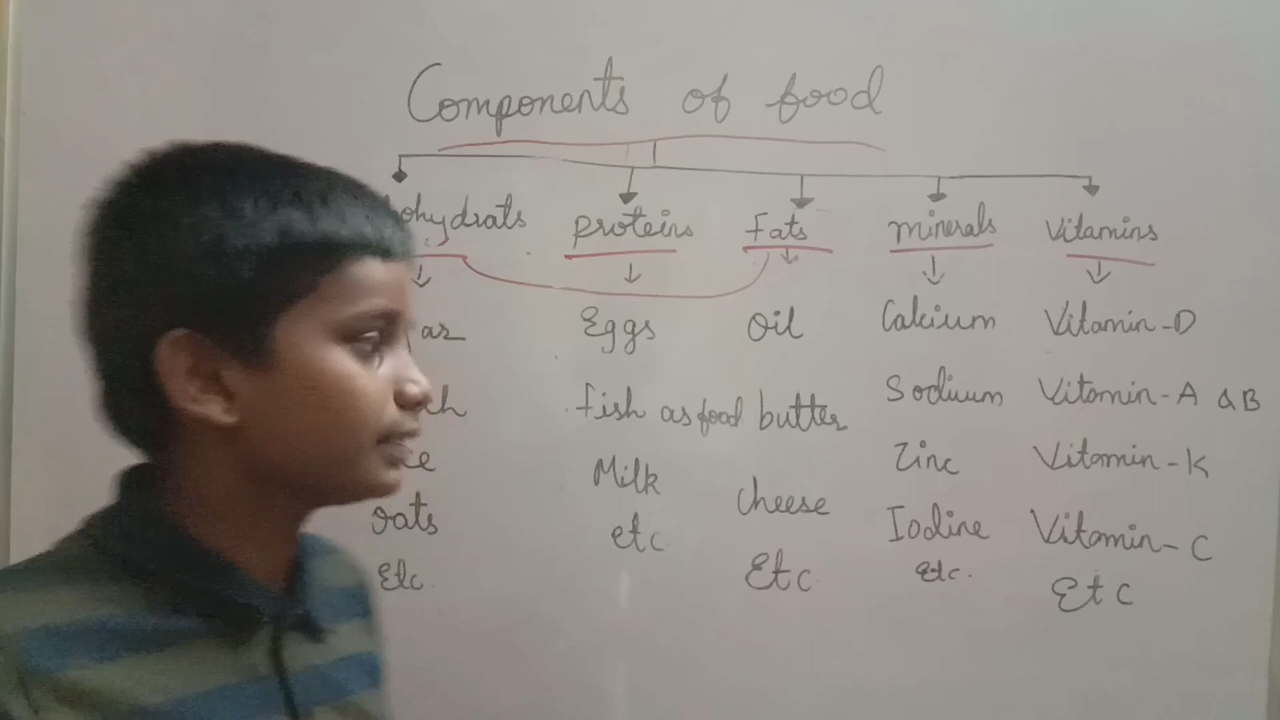 Components of food
ohydrats
proteins
fats
minerals
Vitamins
Eggs
fish as food
Milk
etc
Oil
butter
cheese
Etc
Calcium
Sodium
Zinc
Iodine
Etc.
Vitamin-D
Vitamin-A &B
Vitamin-K
Vitamin-C
Etc
oats
Etc.